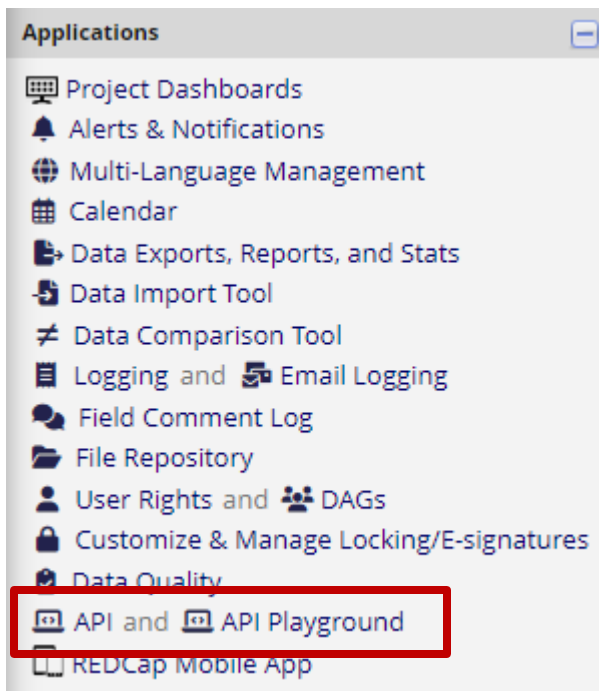 Applications
Project Dashboards
Alerts & Notifications
Multi-Language Management
Calendar
Data Exports, Reports, and Stats
Data Import Tool
Data Comparison Tool
Logging and Email Logging
Field Comment Log
File Repository
User Rights and DAGs
Customize & Manage Locking/E-signatures
Data Quality
API and API Playground
REDCap Mobile App